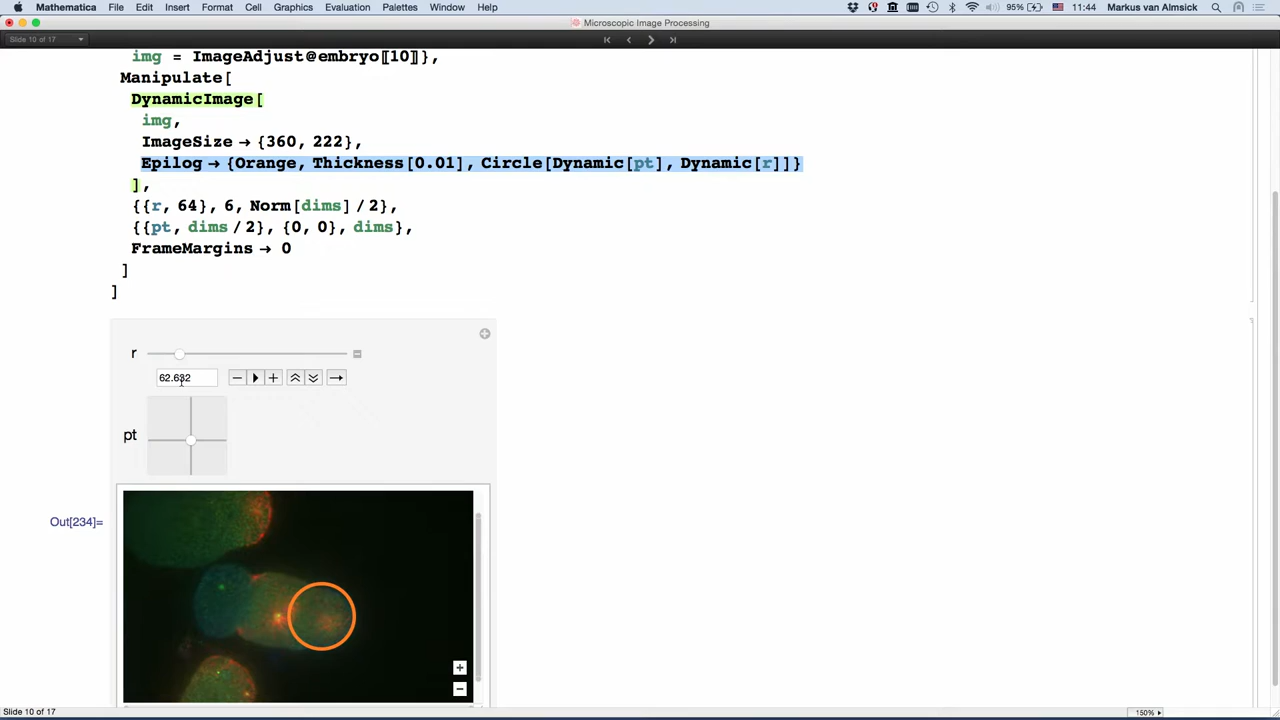 Mathematica File Edit Insert Format Cell Graphics Evaluation Palettes Window Help 95% 11:44 Markus van Almsick
Microscopic Image Processing
Slide 10 of 17
img = ImageAdjust@embryo〚10〛},
Manipulate[
DynamicImage[
img,
ImageSize → {360, 222},
Epilog → {Orange, Thickness[0.01], Circle[Dynamic[pt], Dynamic[r]]}
],
{{r, 64}, 6, Norm[dims] / 2},
{{pt, dims / 2}, {0, 0}, dims},
FrameMargins → 0
]
]
r
62.632
pt
Out[234]=
Slide 10 of 17
150%